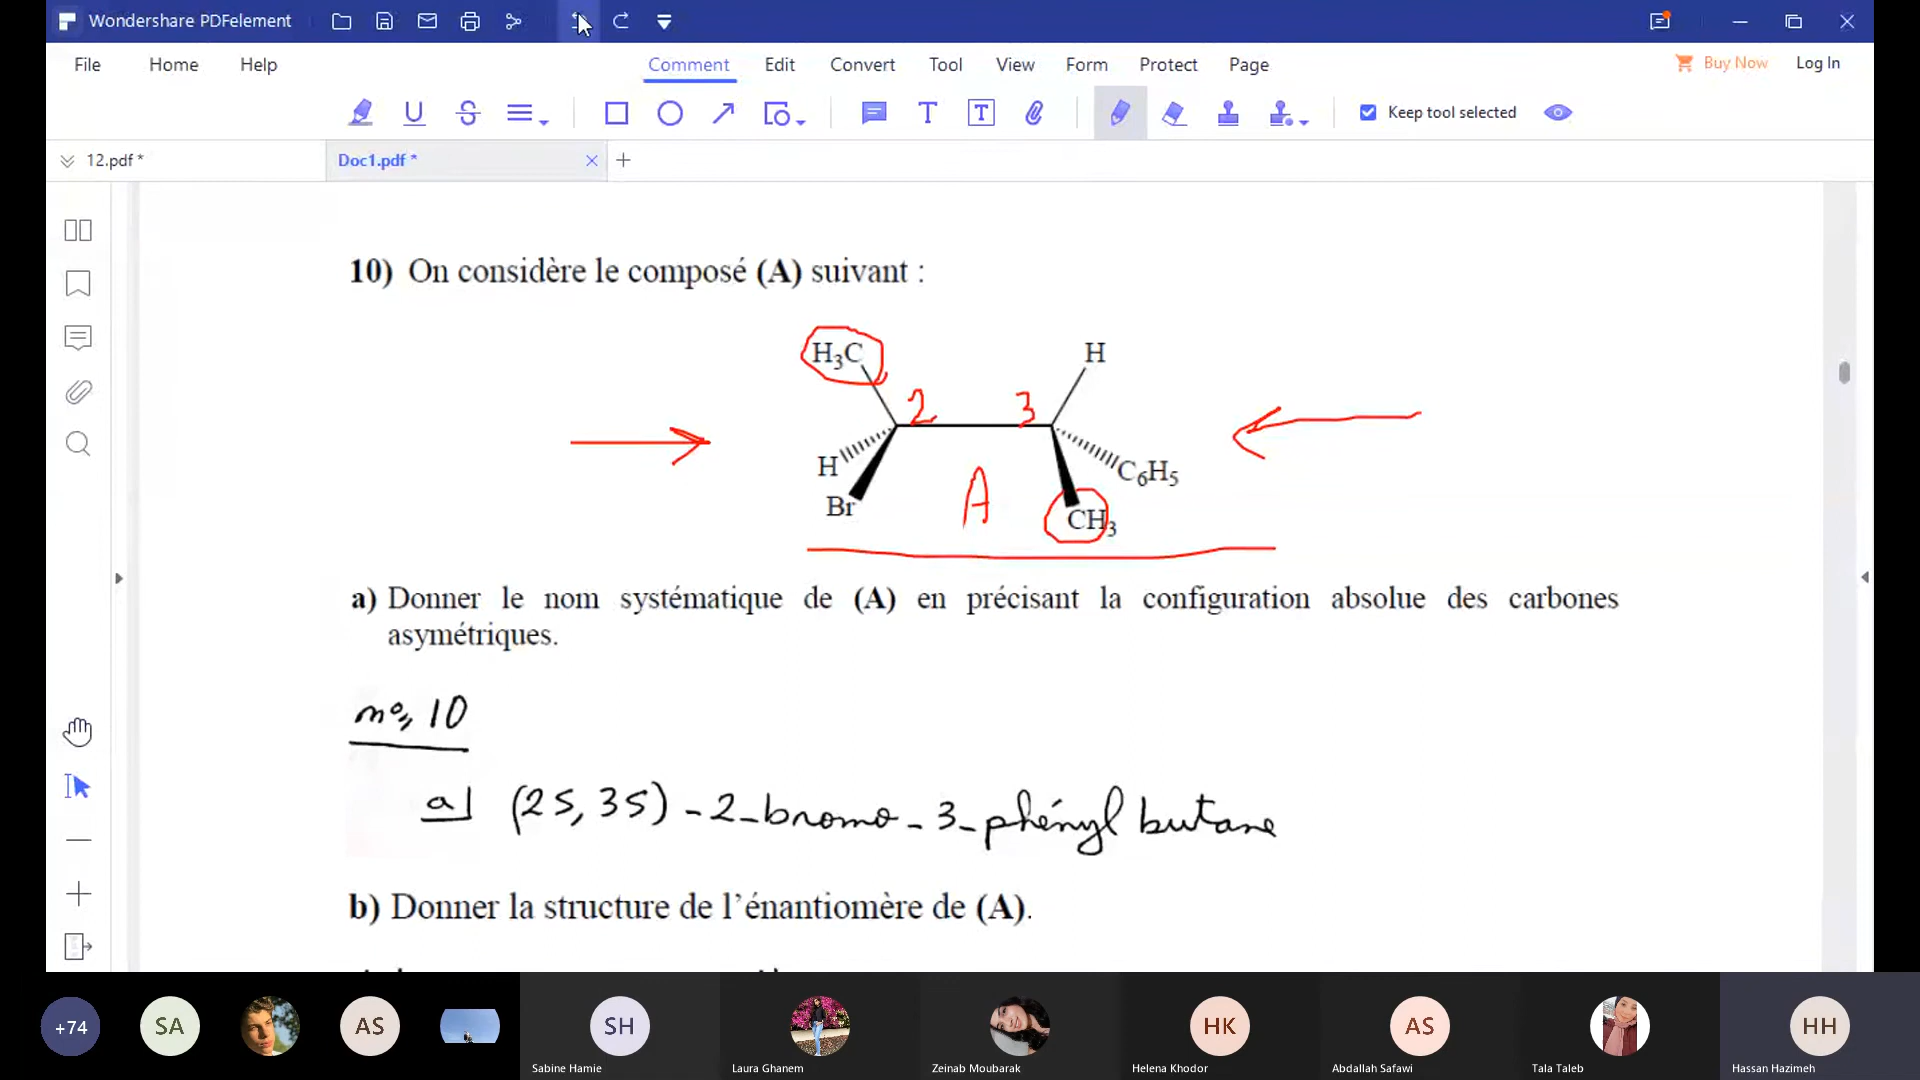 Wondershare PDFelement
File Home Help Comment Edit Convert Tool View Form Protect Page Buy Now Log In
Keep tool selected
12.pdf * Doc1.pdf *
10) On considère le composé (A) suivant :
H₃C H
2 3
H C₆H₅
Br A CH₃
a) Donner le nom systématique de (A) en précisant la configuration absolue des carbones
asymétriques.
nº, 10
a] (2S, 3S) - 2-bromo - 3-phényl butane
b) Donner la structure de l'énantiomère de (A).
+74 SA AS SH HK AS HH
Sabine Hamie Laura Ghanem Zeinab Moubarak Helena Khodor Abdallah Safawi Tala Taleb Hassan Hazimeh